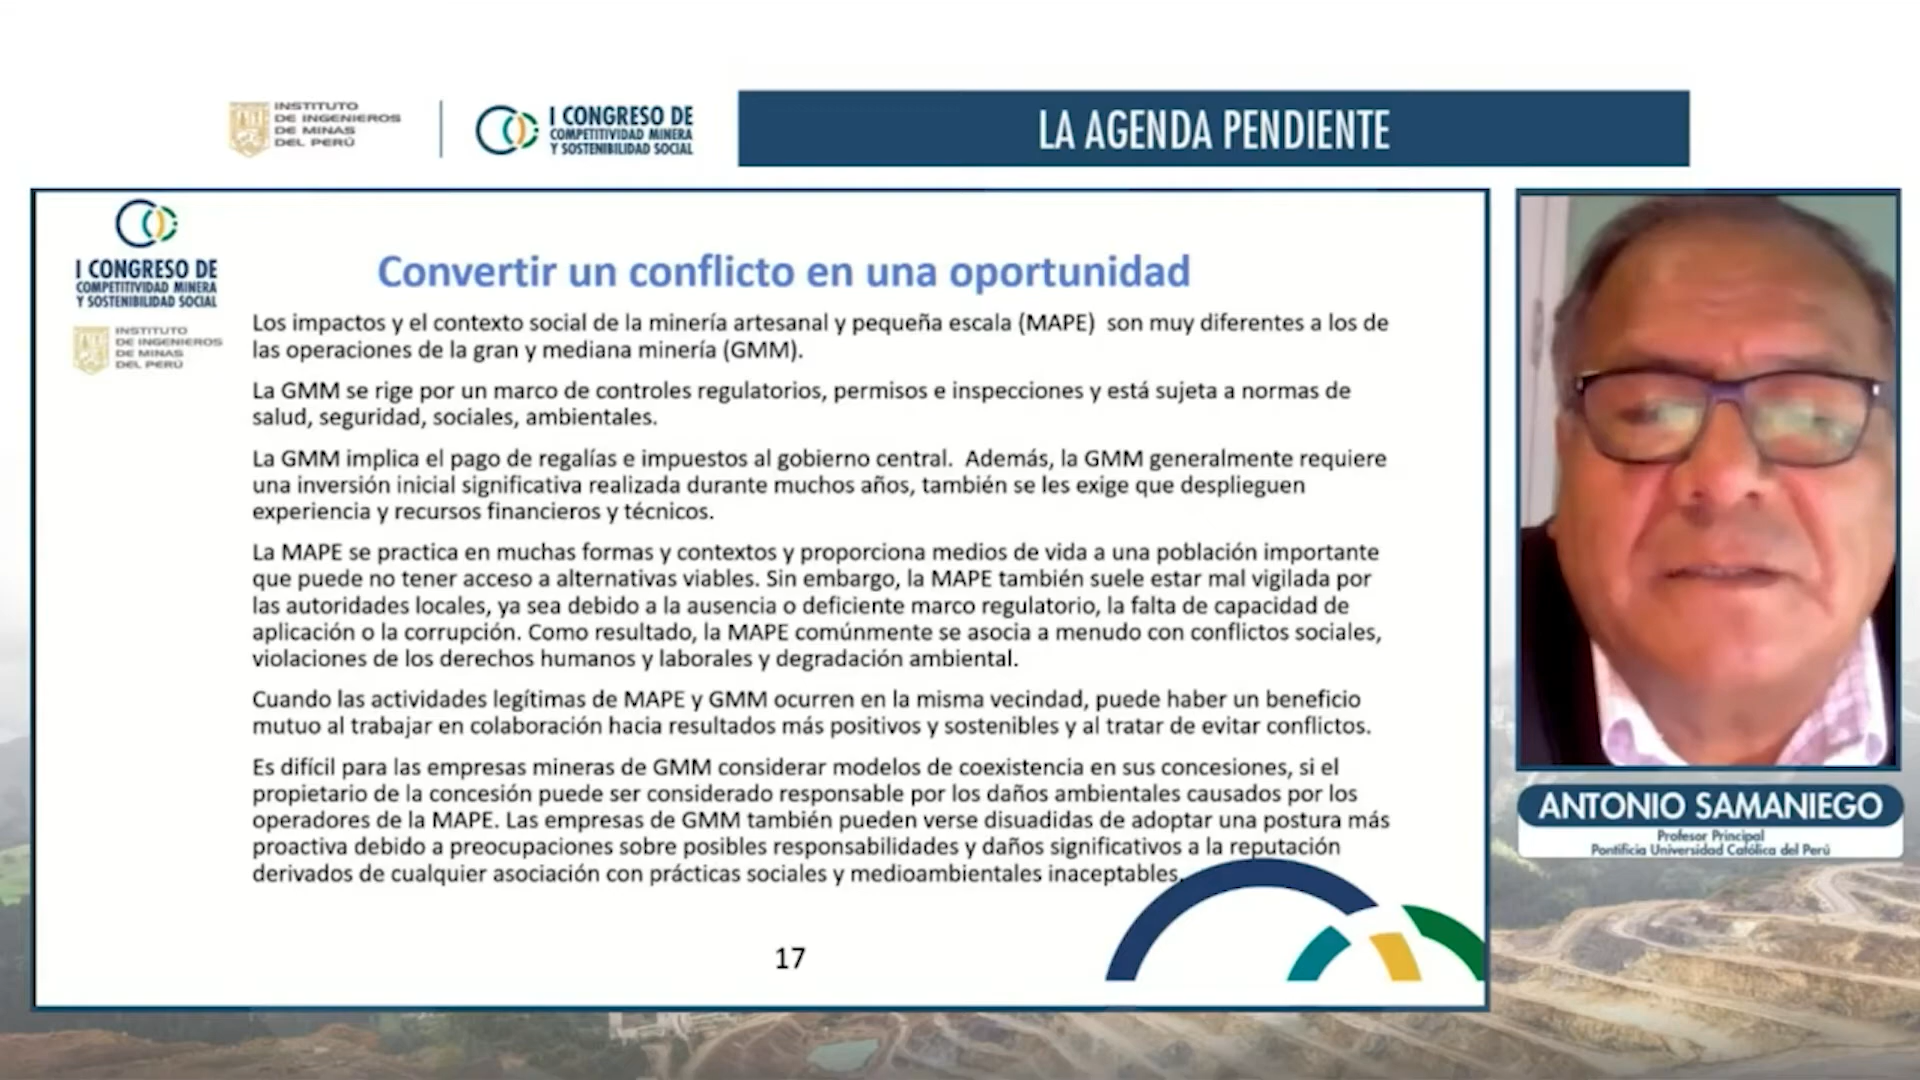 INSTITUTO
DE INGENIEROS
DE MINAS
DEL PERÚ
I CONGRESO DE
COMPETITIVIDAD MINERA
Y SOSTENIBILIDAD SOCIAL
LA AGENDA PENDIENTE
I CONGRESO DE
COMPETITIVIDAD MINERA
Y SOSTENIBILIDAD SOCIAL
INSTITUTO
DE INGENIEROS
DE MINAS
DEL PERÚ
Convertir un conflicto en una oportunidad
Los impactos y el contexto social de la minería artesanal y pequeña escala (MAPE) son muy diferentes a los de
las operaciones de la gran y mediana minería (GMM).
La GMM se rige por un marco de controles regulatorios, permisos e inspecciones y está sujeta a normas de
salud, seguridad, sociales, ambientales.
La GMM implica el pago de regalías e impuestos al gobierno central. Además, la GMM generalmente requiere
una inversión inicial significativa realizada durante muchos años, también se les exige que desplieguen
experiencia y recursos financieros y técnicos.
La MAPE se practica en muchas formas y contextos y proporciona medios de vida a una población importante
que puede no tener acceso a alternativas viables. Sin embargo, la MAPE también suele estar mal vigilada por
las autoridades locales, ya sea debido a la ausencia o deficiente marco regulatorio, la falta de capacidad de
aplicación o la corrupción. Como resultado, la MAPE comúnmente se asocia a menudo con conflictos sociales,
violaciones de los derechos humanos y laborales y degradación ambiental.
Cuando las actividades legítimas de MAPE y GMM ocurren en la misma vecindad, puede haber un beneficio
mutuo al trabajar en colaboración hacia resultados más positivos y sostenibles y al tratar de evitar conflictos.
Es difícil para las empresas mineras de GMM considerar modelos de coexistencia en sus concesiones, si el
propietario de la concesión puede ser considerado responsable por los daños ambientales causados por los
operadores de la MAPE. Las empresas de GMM también pueden verse disuadidas de adoptar una postura más
proactiva debido a preocupaciones sobre posibles responsabilidades y daños significativos a la reputación
derivados de cualquier asociación con prácticas sociales y medioambientales inaceptables.
17
ANTONIO SAMANIEGO
Profesor Principal
Pontificia Universidad Católica del Perú